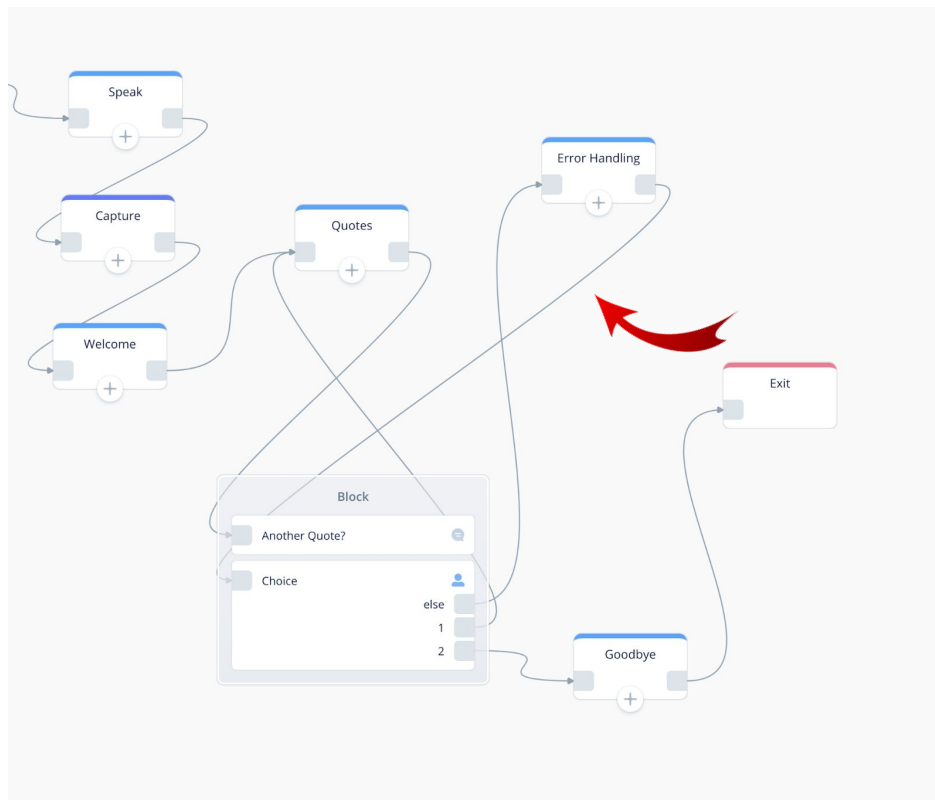 Speak
Capture
Welcome
Quotes
Error Handling
Exit
Block
Another Quote?
Choice
else
1
2
Goodbye